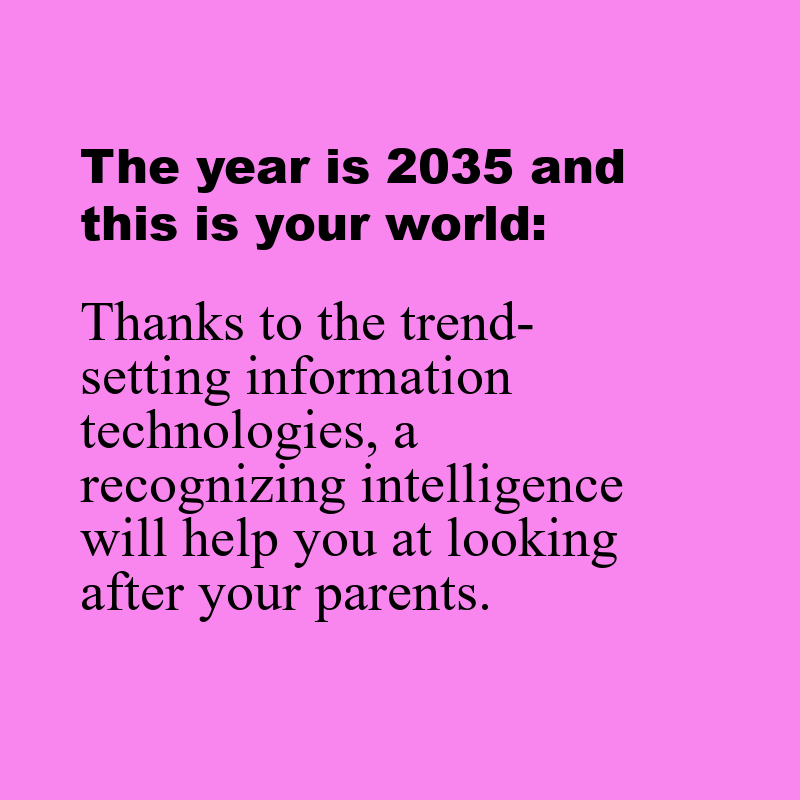 The year is 2035 and
this is your world:
Thanks to the trend-
setting information
technologies, a
recognizing intelligence
will help you at looking
after your parents.